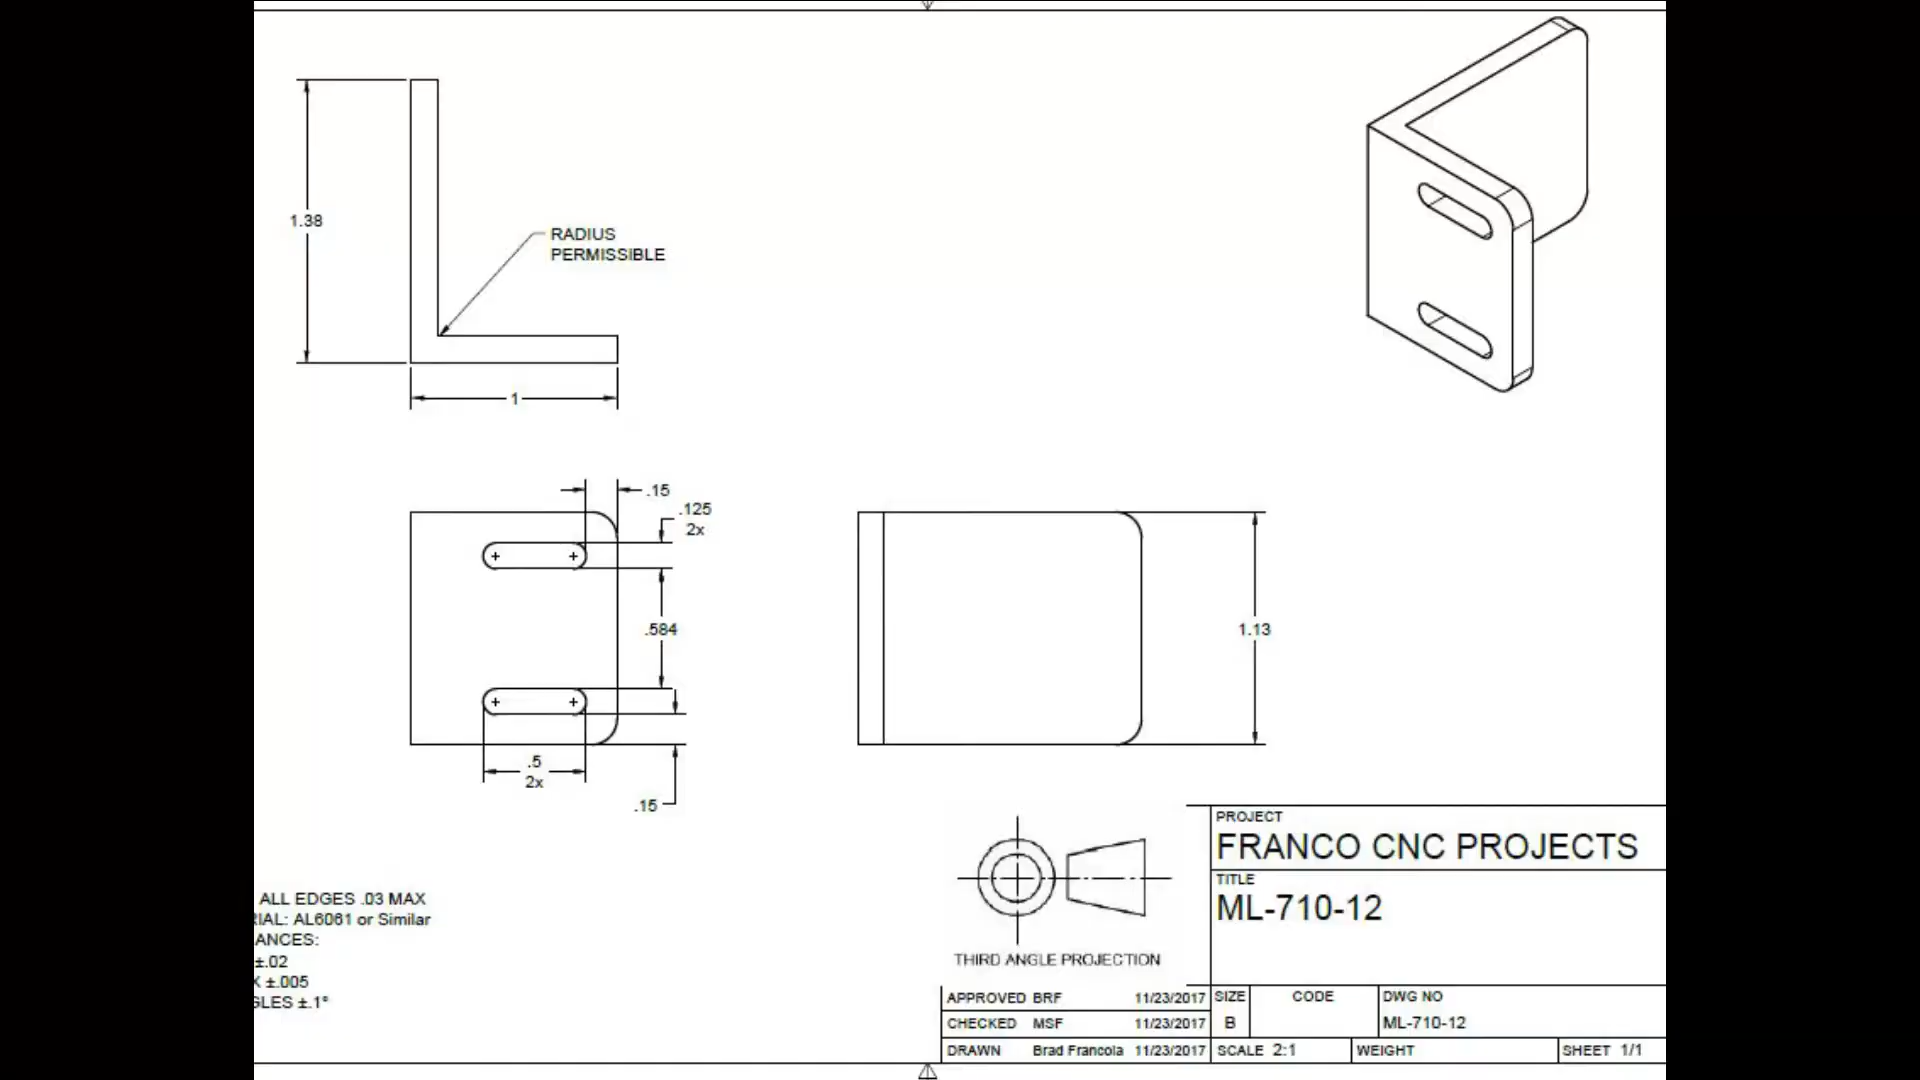 1.38
RADIUS
PERMISSIBLE
1
.15
.125
2x
.584
.5
2x
.15
1.13
ALL EDGES .03 MAX
RIAL: AL6061 or Similar
ANCES:
±.02
X ±.005
GLES ±.1°
THIRD ANGLE PROJECTION
PROJECT
FRANCO CNC PROJECTS
TITLE
ML-710-12
APPROVED BRF 11/23/2017
CHECKED MSF 11/23/2017
DRAWN Brad Francola 11/23/2017
SIZE
B
CODE
DWG NO
ML-710-12
SCALE 2:1
WEIGHT
SHEET 1/1